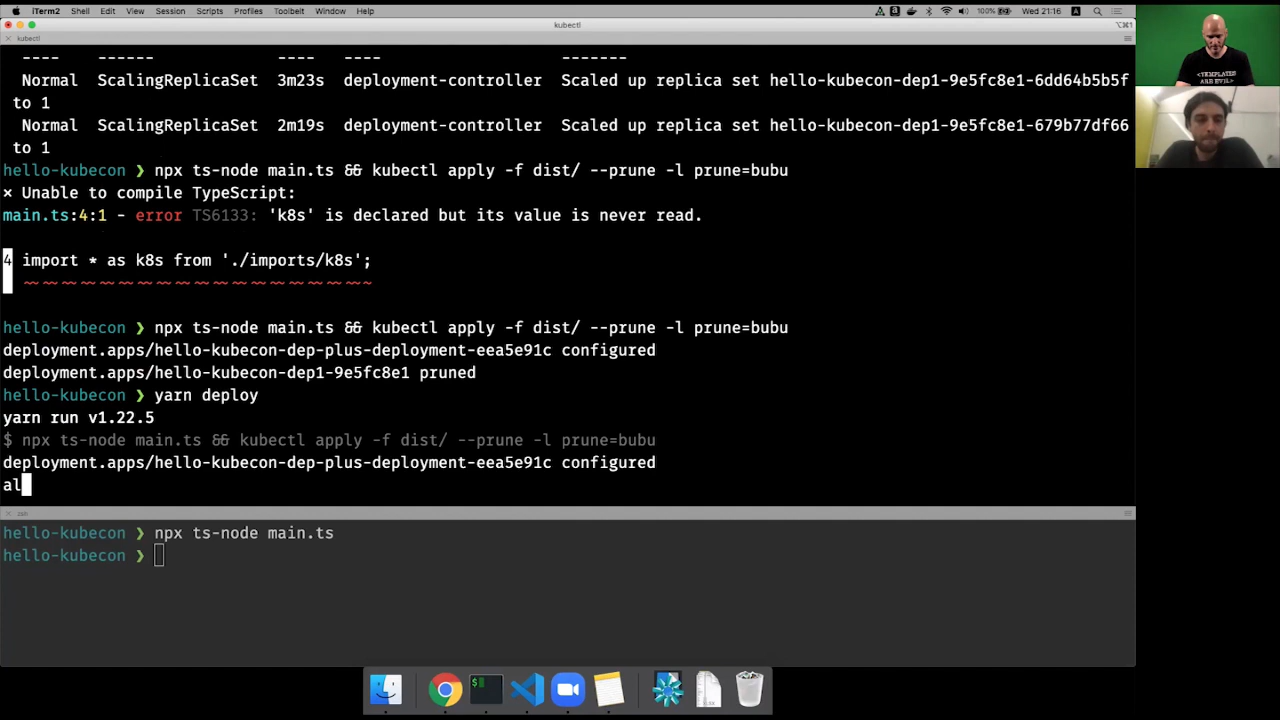 iTerm2 Shell Edit View Session Scripts Profiles Toolbelt Window Help 100% Wed 21:16 A
kubectl ⌥⌘1
kubectl
---- ------ ---- ---- -------
Normal ScalingReplicaSet 3m23s deployment-controller Scaled up replica set hello-kubecon-dep1-9e5fc8e1-6dd64b5b5f
to 1
Normal ScalingReplicaSet 2m19s deployment-controller Scaled up replica set hello-kubecon-dep1-9e5fc8e1-679b77df66
to 1
hello-kubecon ❯ npx ts-node main.ts && kubectl apply -f dist/ --prune -l prune=bubu
⨯ Unable to compile TypeScript:
main.ts:4:1 - error TS6133: 'k8s' is declared but its value is never read.
4 import * as k8s from './imports/k8s';
~~~~~~~~~~~~~~~~~~~~~~~~~~~~~~~~~~~~~
hello-kubecon ❯ npx ts-node main.ts && kubectl apply -f dist/ --prune -l prune=bubu
deployment.apps/hello-kubecon-dep-plus-deployment-eea5e91c configured
deployment.apps/hello-kubecon-dep1-9e5fc8e1 pruned
hello-kubecon ❯ yarn deploy
yarn run v1.22.5
$ npx ts-node main.ts && kubectl apply -f dist/ --prune -l prune=bubu
deployment.apps/hello-kubecon-dep-plus-deployment-eea5e91c configured
al
zsh
hello-kubecon ❯ npx ts-node main.ts
hello-kubecon ❯
<TEMPLATES
ARE EVIL>